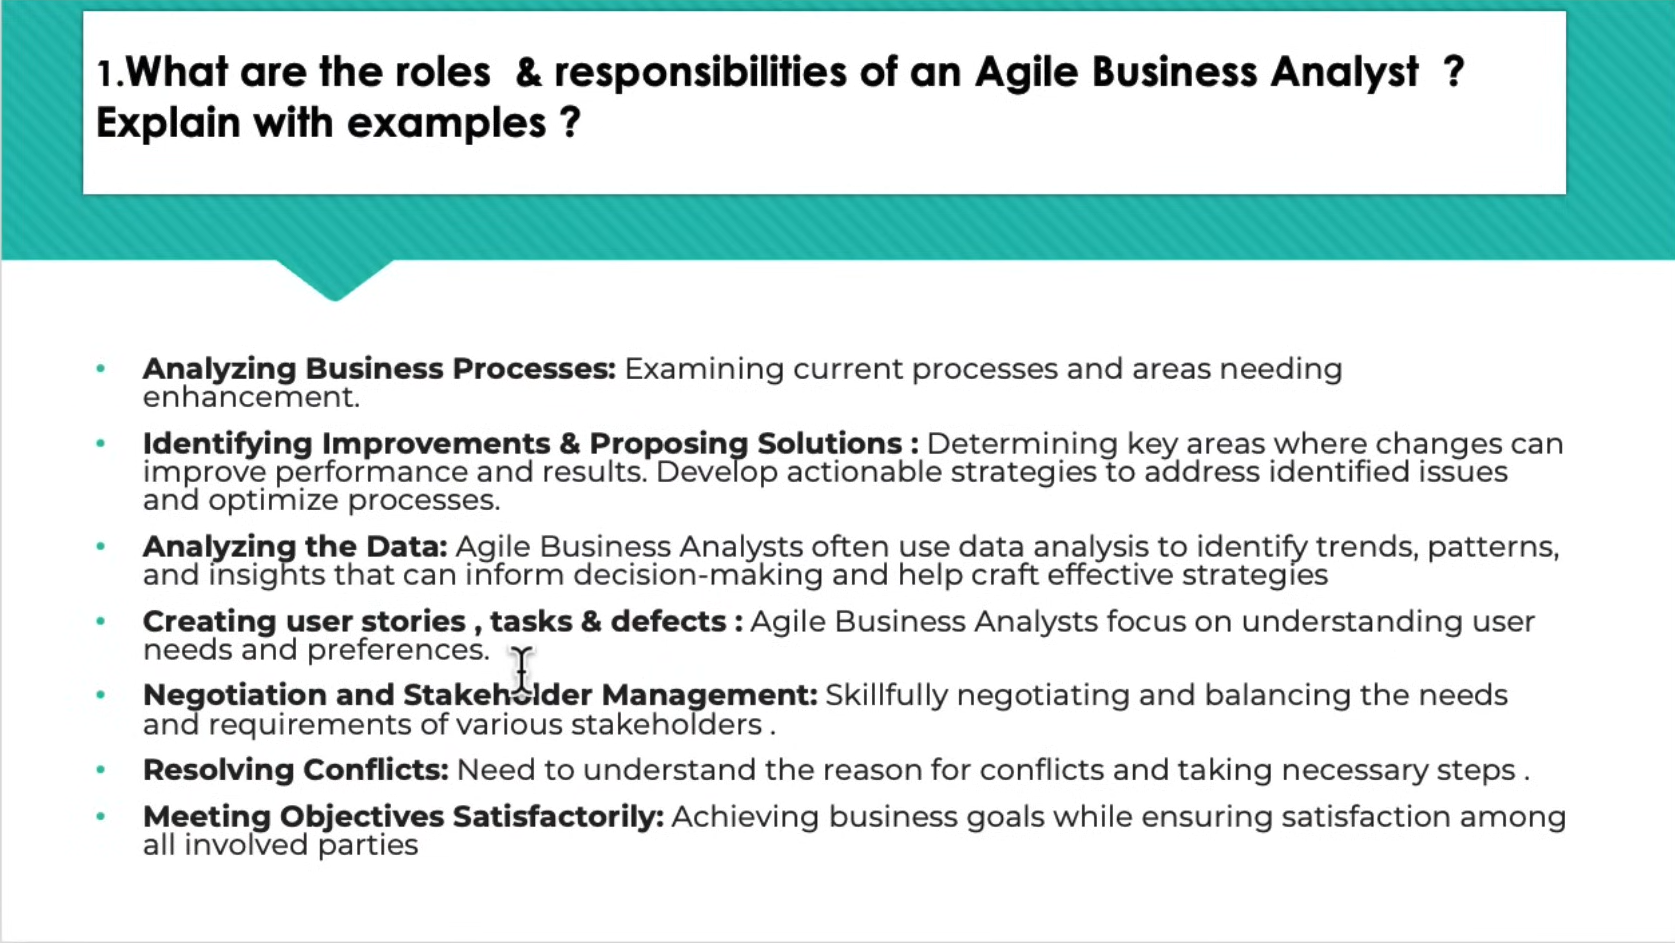 1.What are the roles & responsibilities of an Agile Business Analyst ?
Explain with examples ?
• Analyzing Business Processes: Examining current processes and areas needing
enhancement.
• Identifying Improvements & Proposing Solutions : Determining key areas where changes can
improve performance and results. Develop actionable strategies to address identified issues
and optimize processes.
• Analyzing the Data: Agile Business Analysts often use data analysis to identify trends, patterns,
and insights that can inform decision-making and help craft effective strategies
• Creating user stories , tasks & defects : Agile Business Analysts focus on understanding user
needs and preferences.
• Negotiation and Stakeholder Management: Skillfully negotiating and balancing the needs
and requirements of various stakeholders .
• Resolving Conflicts: Need to understand the reason for conflicts and taking necessary steps .
• Meeting Objectives Satisfactorily: Achieving business goals while ensuring satisfaction among
all involved parties